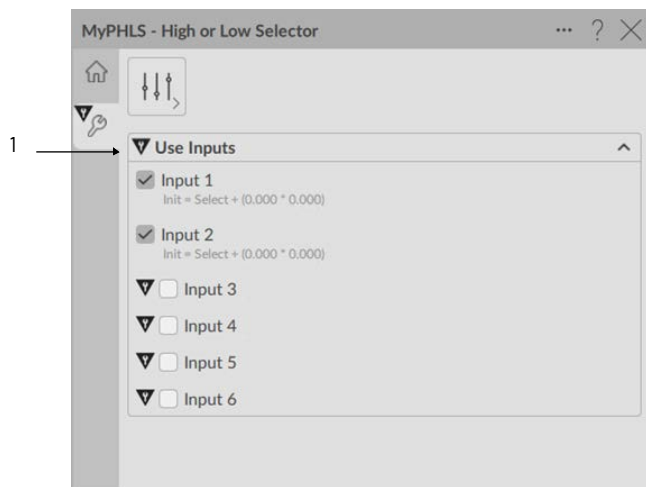 MyPHLS - High or Low Selector
... ?
1
Use Inputs
Input 1
Init = Select + (0.000 * 0.000)
Input 2
Init = Select + (0.000 * 0.000)
Input 3
Input 4
Input 5
Input 6